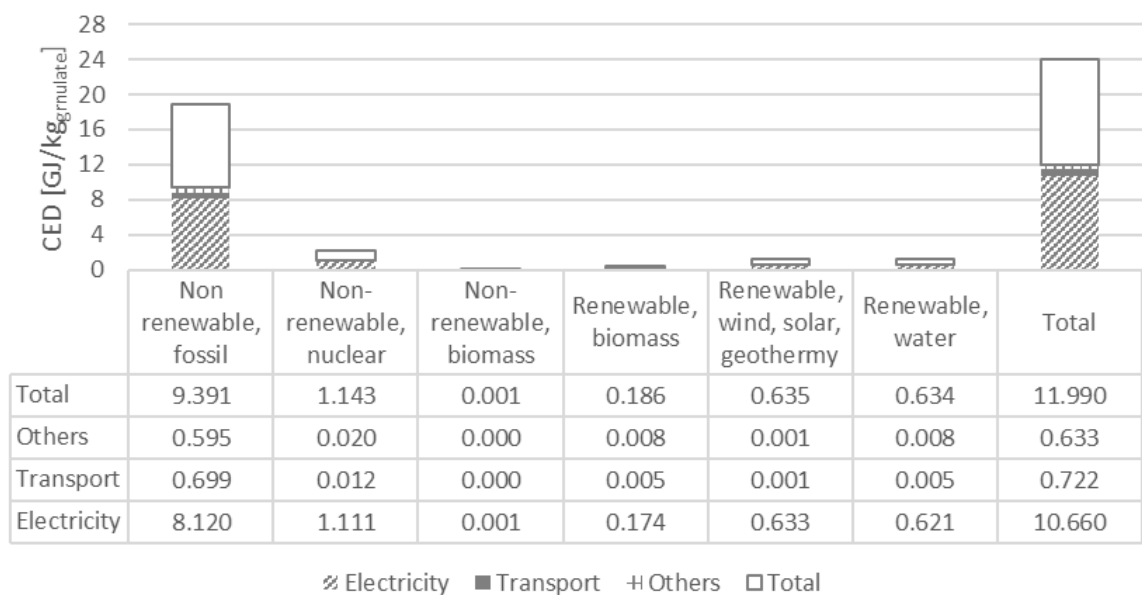 28
24
20
16
12
8
4
0
CED [GJ/kg grnulate]
Non renewable, fossil
Non-renewable, nuclear
Non-renewable, biomass
Renewable, biomass
Renewable, wind, solar, geothermy
Renewable, water
Total
Total 9.391 1.143 0.001 0.186 0.635 0.634 11.990
Others 0.595 0.020 0.000 0.008 0.001 0.008 0.633
Transport 0.699 0.012 0.000 0.005 0.001 0.005 0.722
Electricity 8.120 1.111 0.001 0.174 0.633 0.621 10.660
Electricity Transport Others Total